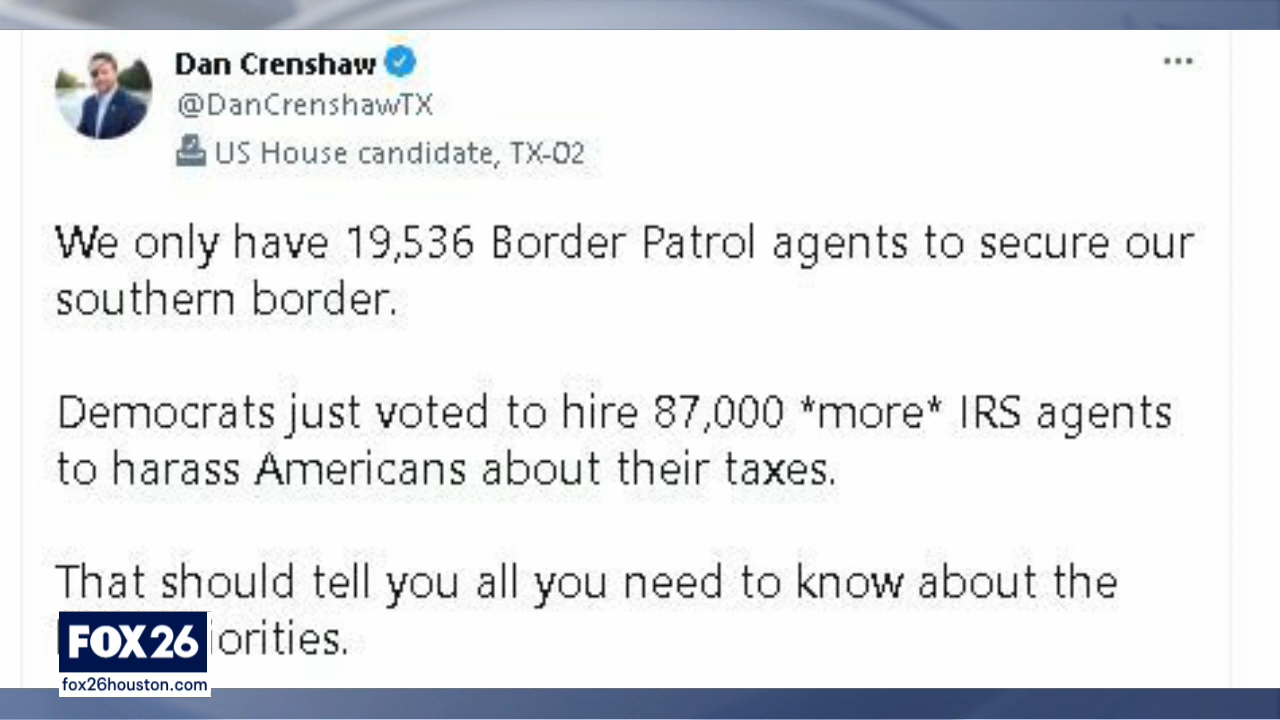 Dan Crenshaw
@DanCrenshawTX
US House candidate, TX-02
We only have 19,536 Border Patrol agents to secure our
southern border.
Democrats just voted to hire 87,000 *more* IRS agents
to harass Americans about their taxes.
That should tell you all you need to know about the
orities.
FOX 26
fox26houston.com